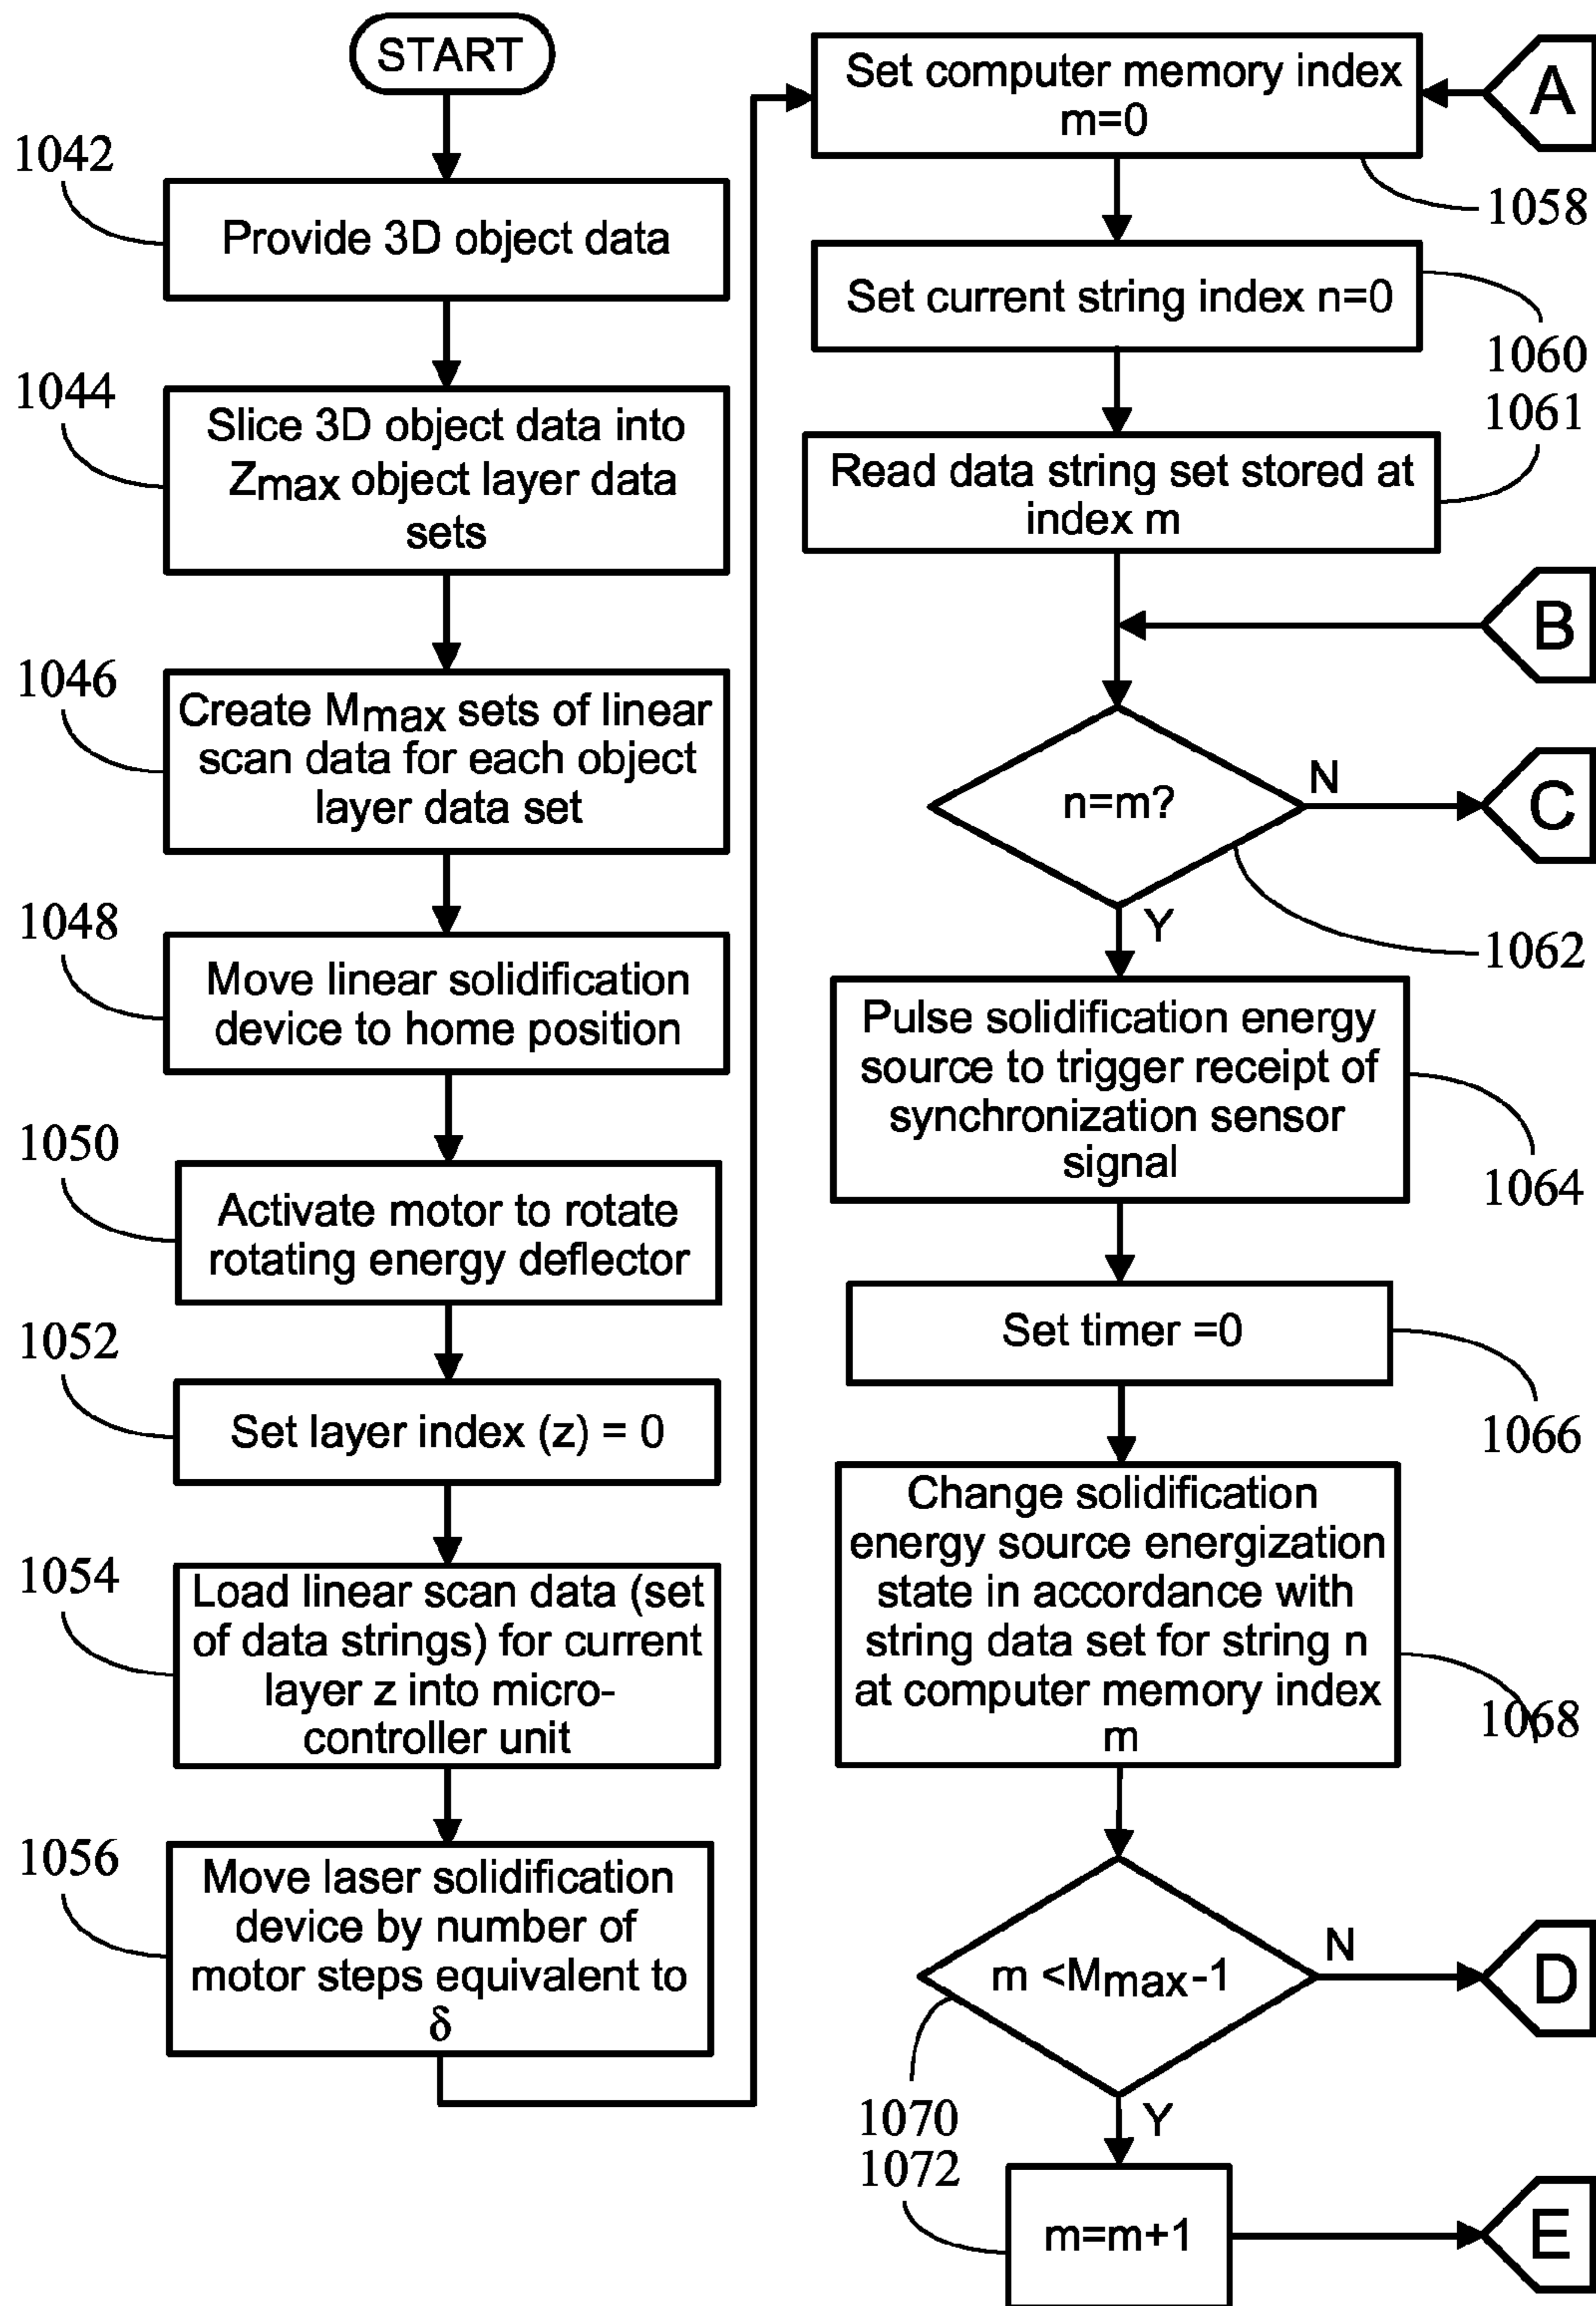 START
1042
Provide 3D object data
1044
Slice 3D object data into
Zmax object layer data
sets
1046
Create Mmax sets of linear
scan data for each object
layer data set
1048
Move linear solidification
device to home position
1050
Activate motor to rotate
rotating energy deflector
1052
Set layer index (z) = 0
1054
Load linear scan data (set
of data strings) for current
layer z into micro-
controller unit
1056
Move laser solidification
device by number of
motor steps equivalent to
δ
Set computer memory index
m=0
A
1058
Set current string index n=0
1060
1061
Read data string set stored at
index m
B
n=m?
N
C
Y
1062
Pulse solidification energy
source to trigger receipt of
synchronization sensor
signal
1064
Set timer =0
1066
Change solidification
energy source energization
state in accordance with
string data set for string n
at computer memory index
m
1068
m <Mmax-1
N
D
1070
Y
1072
m=m+1
E